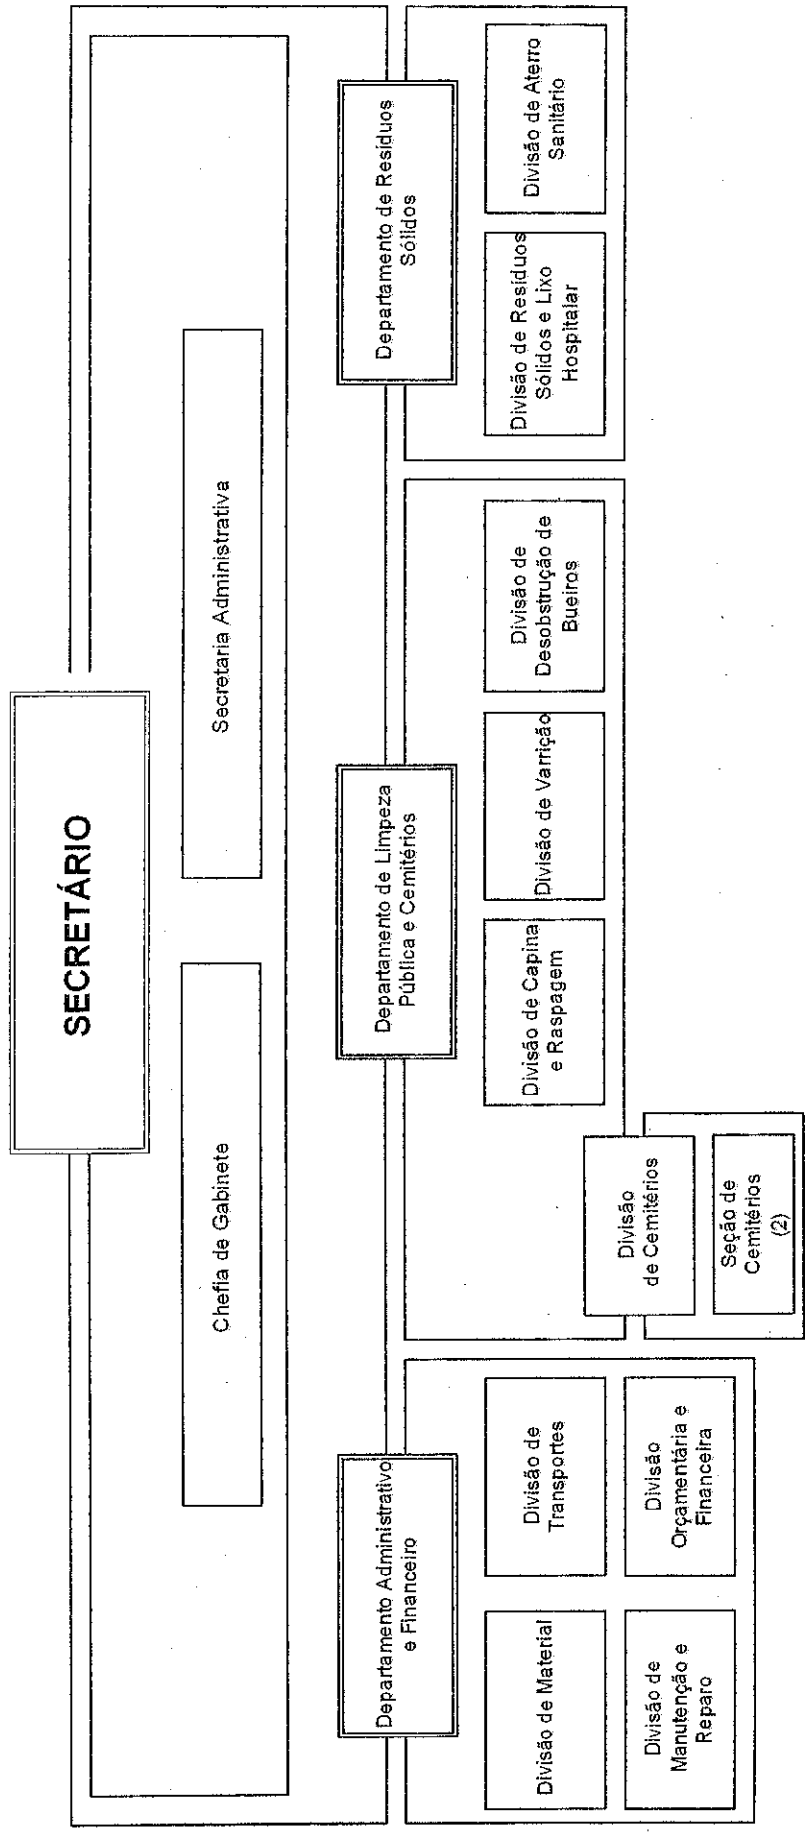 SECRETÁRIO
Chefia de Gabinete
Secretaria Administrativa
Departamento Administrativo
e Financeiro
Departamento de Limpeza
Pública e Cemitérios
Departamento de Resíduos
Sólidos
Divisão de Material
Divisão de
Transportes
Divisão de
Manutenção e
Reparo
Divisão
Orçamentária e
Financeira
Divisão de Capina
e Raspagem
Divisão de Varrição
Divisão de
Desobstrução de
Bueiros
Divisão
de Cemitérios
Seção de
Cemitérios
(2)
Divisão de Resíduos
Sólidos e Lixo
Hospitalar
Divisão de Aterro
Sanitário